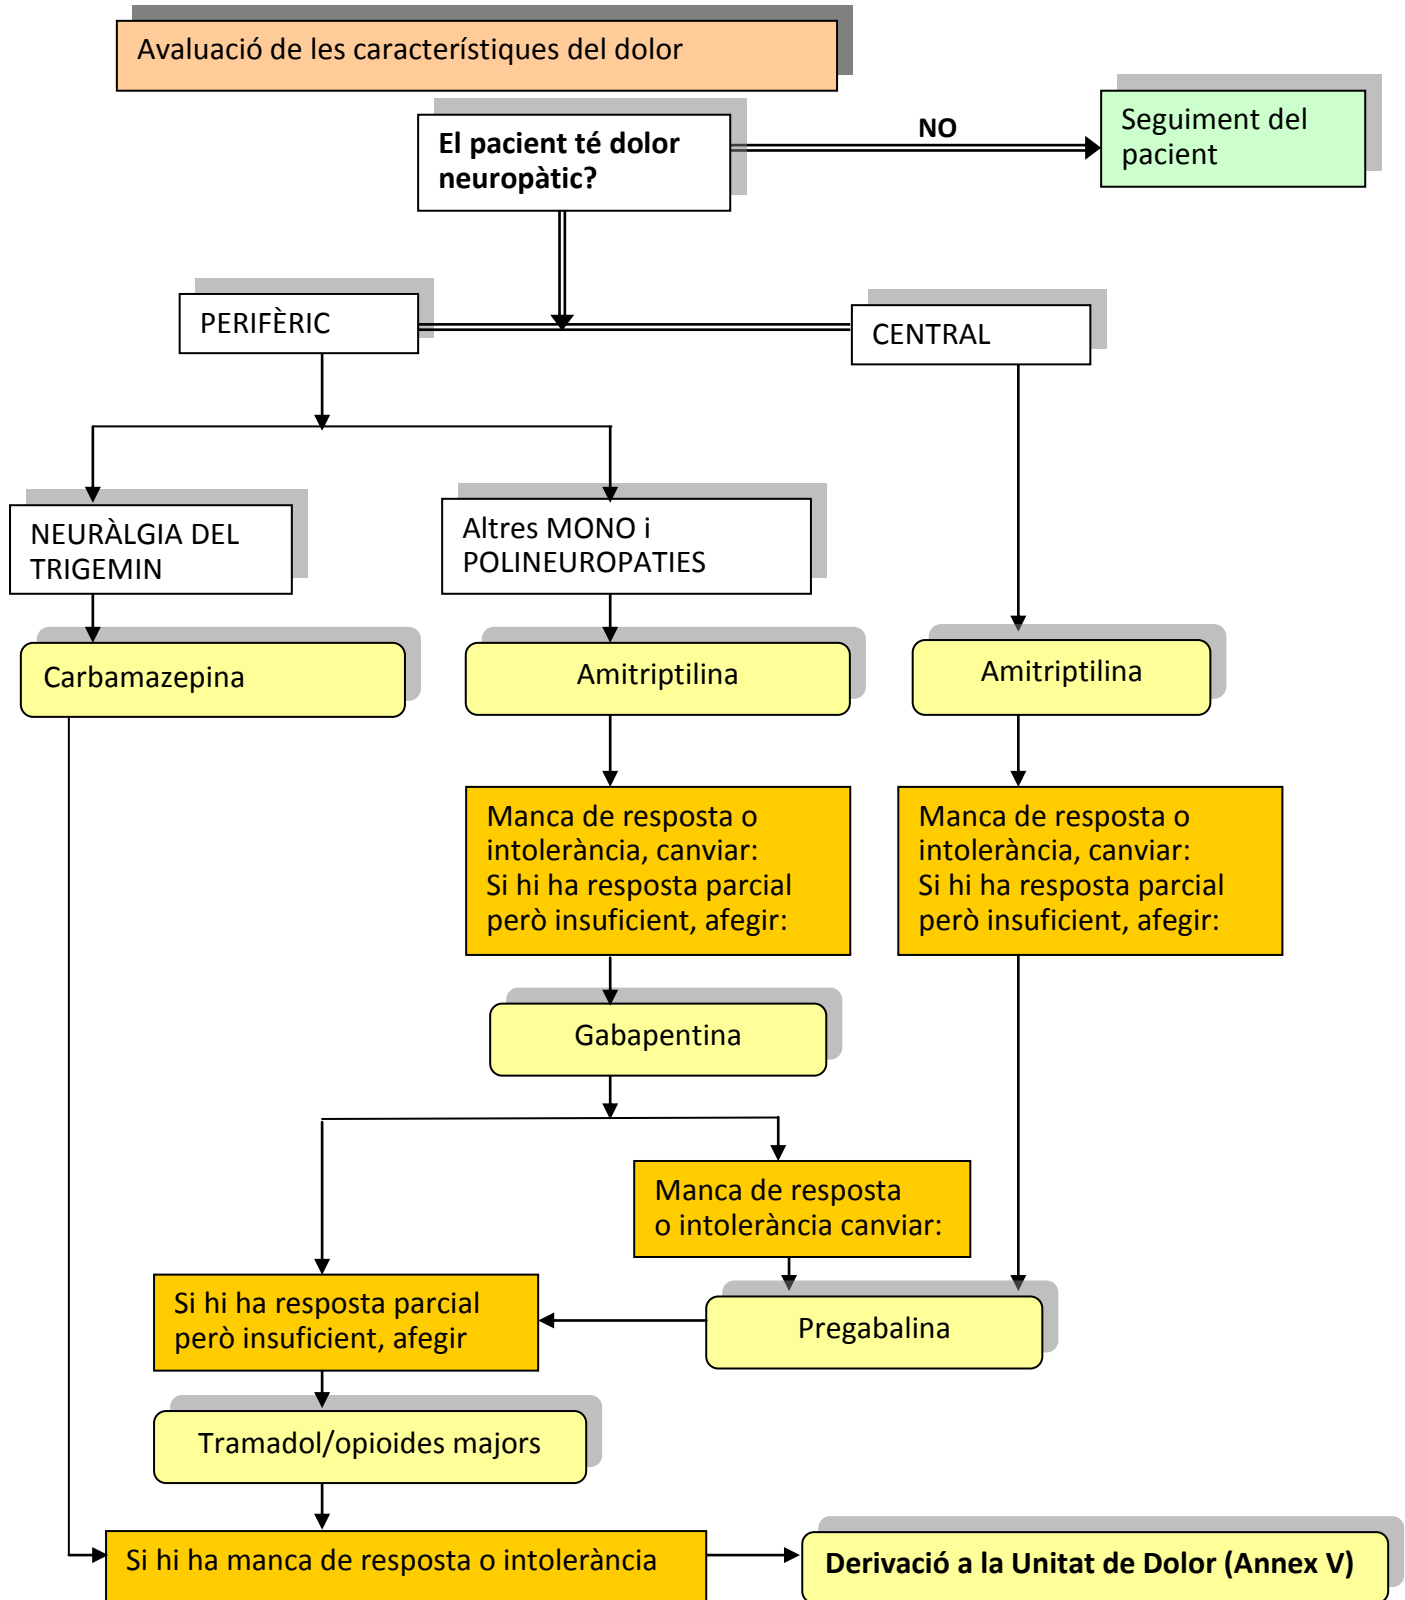 Avaluació de les característiques del dolor
El pacient té dolor
neuropàtic?
NO
Seguiment del
pacient
PERIFÈRIC
CENTRAL
NEURÀLGIA DEL
TRIGEMIN
Altres MONO i
POLINEUROPATIES
Carbamazepina
Amitriptilina
Amitriptilina
Manca de resposta o
intolerància, canviar:
Si hi ha resposta parcial
però insuficient, afegir:
Manca de resposta o
intolerància, canviar:
Si hi ha resposta parcial
però insuficient, afegir:
Gabapentina
Manca de resposta
o intolerància canviar:
Si hi ha resposta parcial
però insuficient, afegir
Pregabalina
Tramadol/opioides majors
Si hi ha manca de resposta o intolerància
Derivació a la Unitat de Dolor (Annex V)